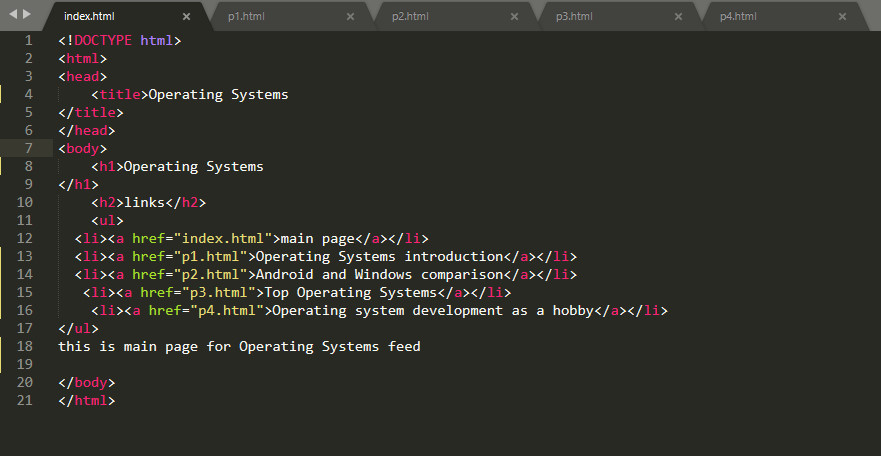 index.html × p1.html × p2.html × p3.html × p4.html ×
1 <!DOCTYPE html>
2 <html>
3 <head>
4     <title>Operating Systems
5 </title>
6 </head>
7 <body>
8     <h1>Operating Systems
9 </h1>
10     <h2>links</h2>
11     <ul>
12   <li><a href="index.html">main page</a></li>
13   <li><a href="p1.html">Operating Systems introduction</a></li>
14   <li><a href="p2.html">Android and Windows comparison</a></li>
15    <li><a href="p3.html">Top Operating Systems</a></li>
16     <li><a href="p4.html">Operating system development as a hobby</a></li>
17 </ul>
18 this is main page for Operating Systems feed
19
20 </body>
21 </html>